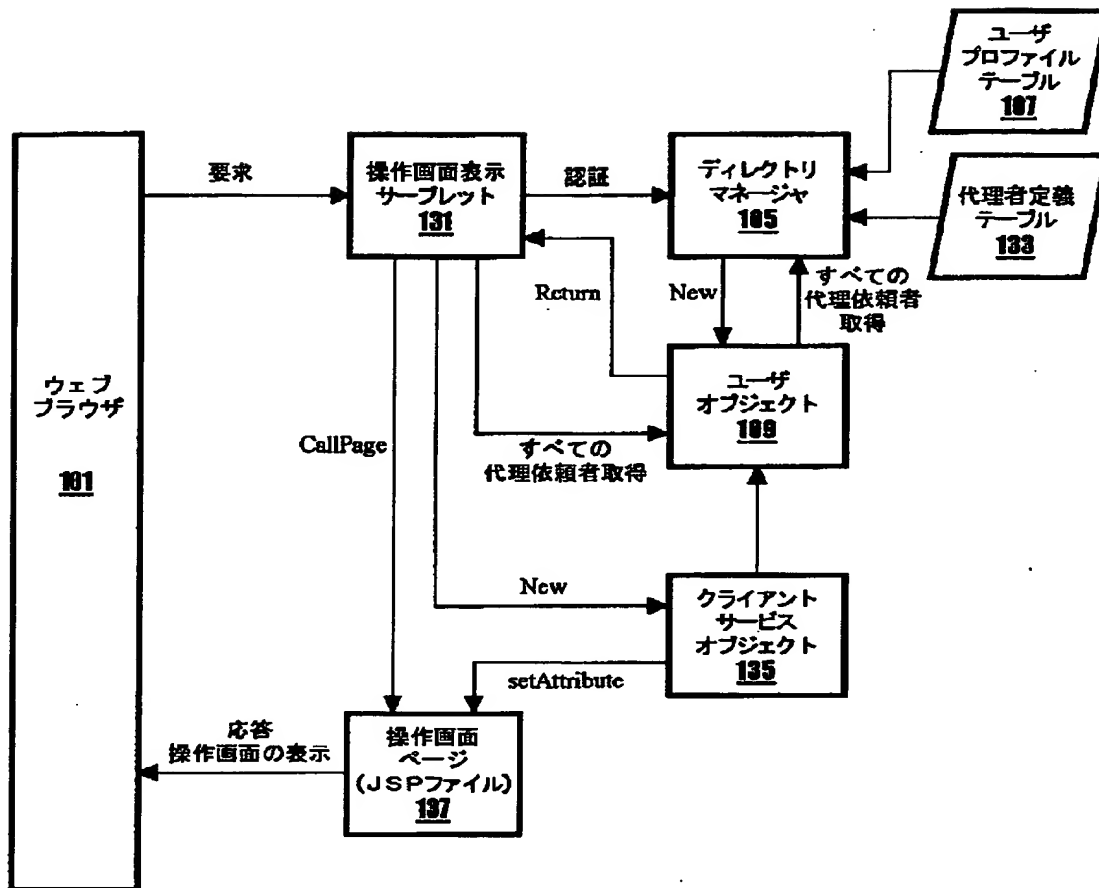 ユーザ
プロファイル
テーブル
107
操作画面表示
サーブレット
131
要求
認証
ディレクトリ
マネージャ
105
代理者定義
テーブル
133
Return
New
すべての
代理依頼者
取得
ウェブ
ブラウザ
101
ユーザ
オブジェクト
109
CallPage
すべての
代理依頼者取得
New
クライアント
サービス
オブジェクト
135
setAttribute
応答
操作画面の表示
操作画面
ページ
(JSPファイル)
137